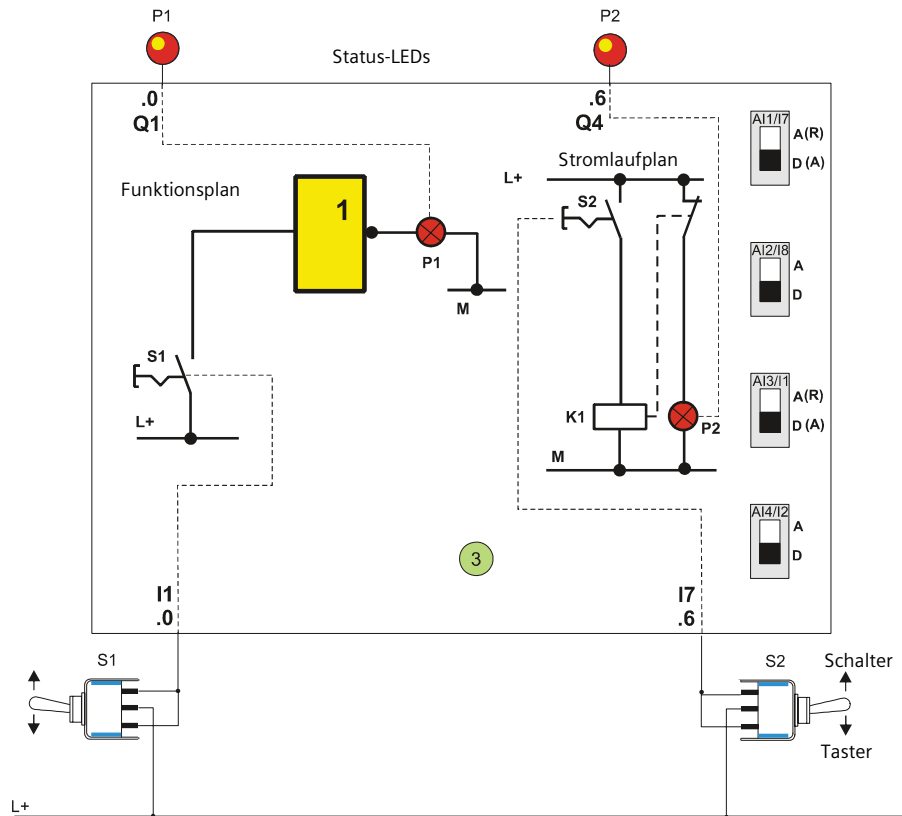 P1
P2
Status-LEDs
.0
Q1
.6
Q4
AI1/I7
A(R)
D (A)
Funktionsplan
1
Stromlaufplan
L+
S2
P1
M
AI2/I8
A
D
S1
L+
K1
P2
M
AI3/I1
A(R)
D (A)
AI4/I2
A
D
3
I1
.0
I7
.6
S1
S2
Schalter
Taster
L+